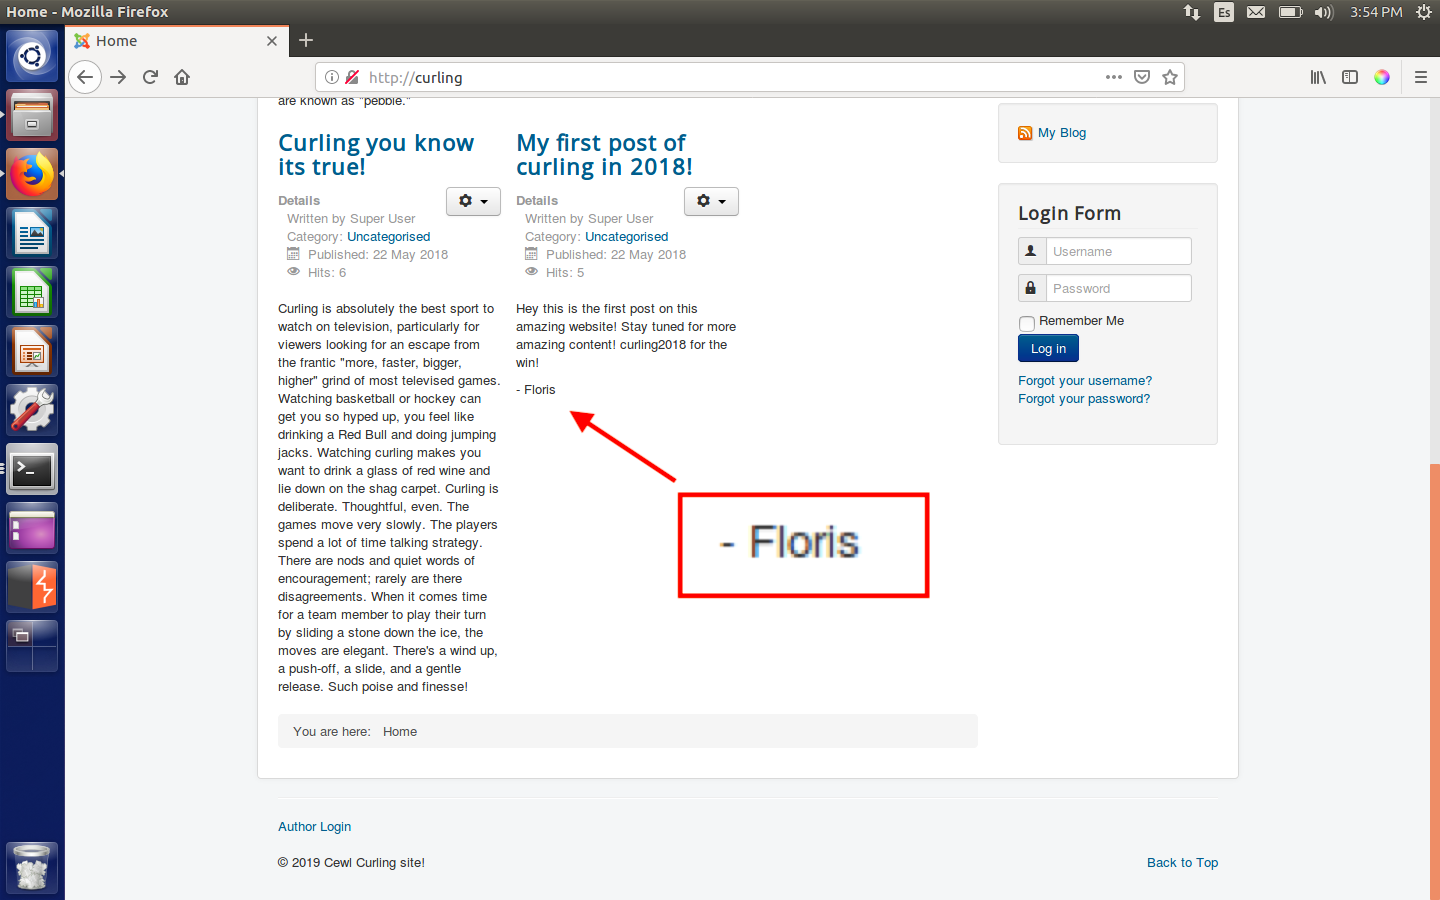 Home - Mozilla Firefox
Es
3:54 PM
Home
http://curling
are known as "pebble."
Curling you know
its true!
Details
Written by Super User
Category: Uncategorised
Published: 22 May 2018
Hits: 6
Curling is absolutely the best sport to
watch on television, particularly for
viewers looking for an escape from
the frantic "more, faster, bigger,
higher" grind of most televised games.
Watching basketball or hockey can
get you so hyped up, you feel like
drinking a Red Bull and doing jumping
jacks. Watching curling makes you
want to drink a glass of red wine and
lie down on the shag carpet. Curling is
deliberate. Thoughtful, even. The
games move very slowly. The players
spend a lot of time talking strategy.
There are nods and quiet words of
encouragement; rarely are there
disagreements. When it comes time
for a team member to play their turn
by sliding a stone down the ice, the
moves are elegant. There's a wind up,
a push-off, a slide, and a gentle
release. Such poise and finesse!
My first post of
curling in 2018!
Details
Written by Super User
Category: Uncategorised
Published: 22 May 2018
Hits: 5
Hey this is the first post on this
amazing website! Stay tuned for more
amazing content! curling2018 for the
win!
- Floris
- Floris
My Blog
Login Form
Username
Password
Remember Me
Log in
Forgot your username?
Forgot your password?
You are here: Home
Author Login
© 2019 Cewl Curling site!
Back to Top